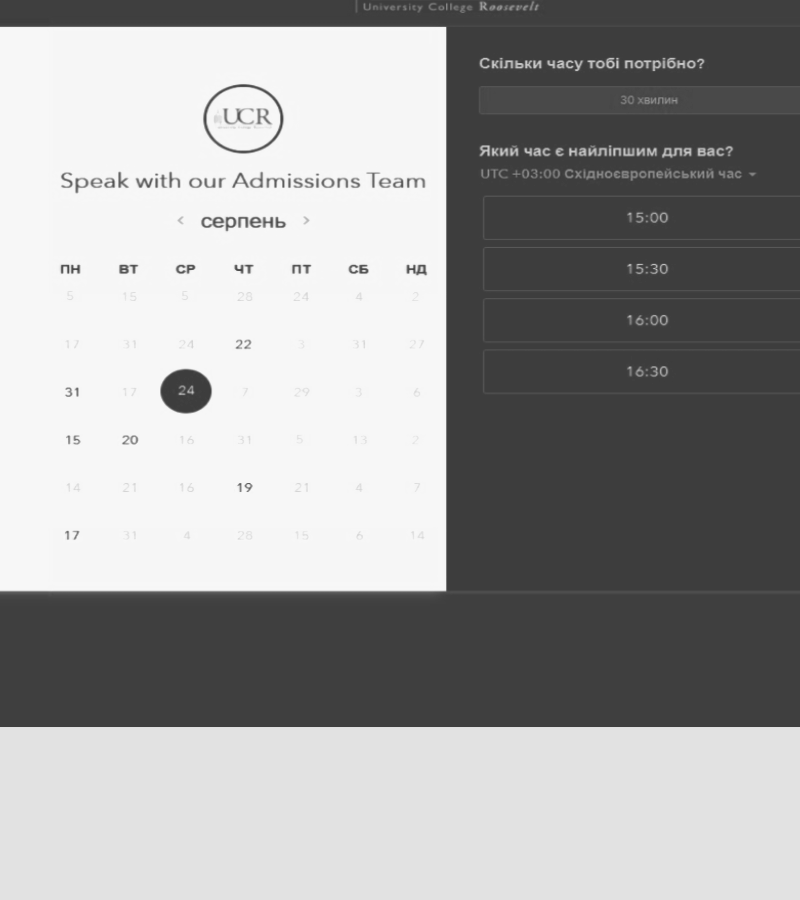 University College Roosevelt
UCR
Speak with our Admissions Team
< серпень >
ПН ВТ СР ЧТ ПТ СБ НД
5 15 5 28 24 4 2
17 31 24 22 3 31 27
31 17 24 7 29 3 6
15 20 16 31 5 13 2
14 21 16 19 21 4 7
17 31 4 28 15 6 14
Скільки часу тобі потрібно?
30 хвилин
Який час є найліпшим для вас?
UTC +03:00 Східноєвропейський час
15:00
15:30
16:00
16:30